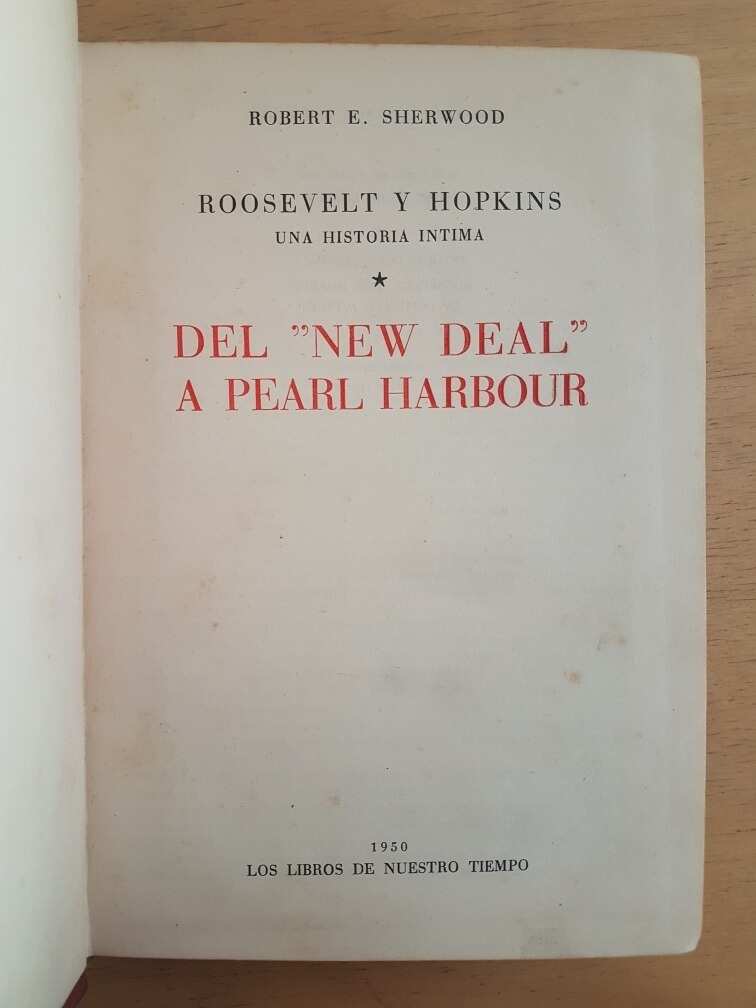 ROBERT E. SHERWOOD
ROOSEVELT Y HOPKINS
UNA HISTORIA INTIMA
★
DEL ”NEW DEAL”
A PEARL HARBOUR
1950
LOS LIBROS DE NUESTRO TIEMPO